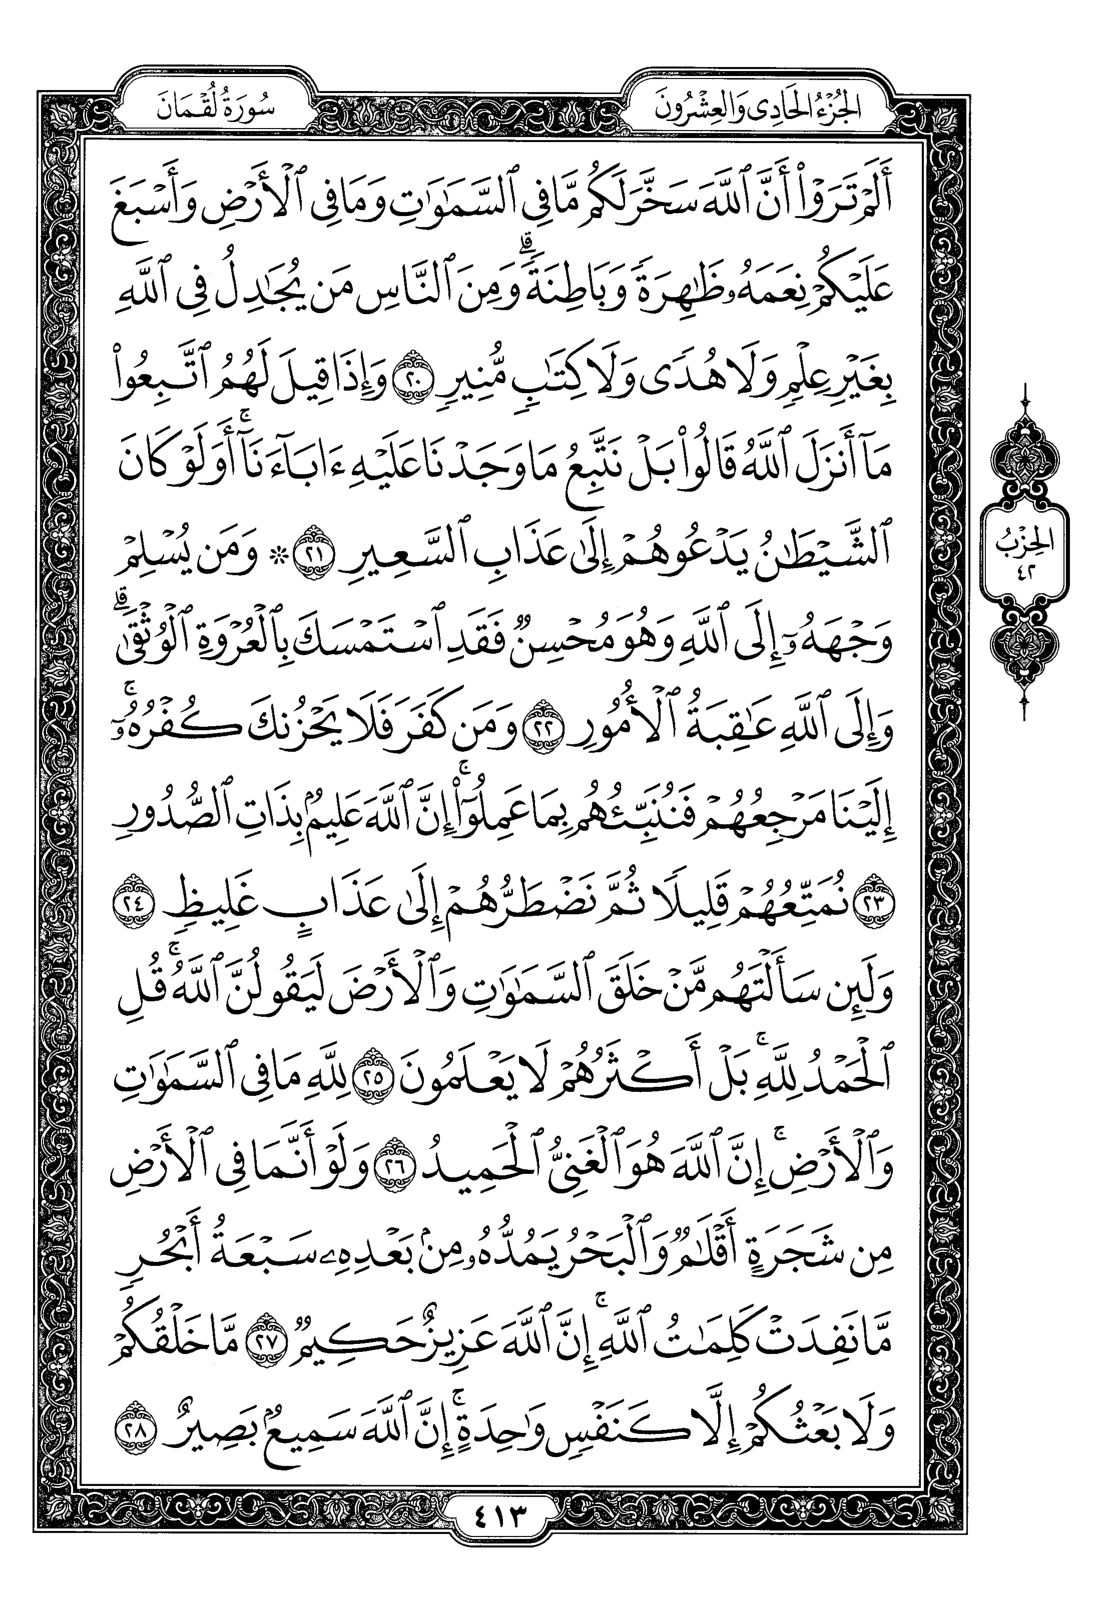 الجُزْءُ الحَادِى وَالعِشْرُونَ
سُورَةُ لُقْمَانَ
أَلَمْ تَرَوْا۟ أَنَّ ٱللَّهَ سَخَّرَ لَكُم مَّا فِى ٱلسَّمَٰوَٰتِ وَمَا فِى ٱلْأَرْضِ وَأَسْبَغَ
عَلَيْكُمْ نِعَمَهُۥ ظَٰهِرَةً وَبَاطِنَةً ۗ وَمِنَ ٱلنَّاسِ مَن يُجَٰدِلُ فِى ٱللَّهِ
بِغَيْرِ عِلْمٍ وَلَا هُدًى وَلَا كِتَٰبٍ مُّنِيرٍ ٢٠ وَإِذَا قِيلَ لَهُمُ ٱتَّبِعُوا۟
مَآ أَنزَلَ ٱللَّهُ قَالُوا۟ بَلْ نَتَّبِعُ مَا وَجَدْنَا عَلَيْهِ ءَابَآءَنَآ ۚ أَوَلَوْ كَانَ
ٱلشَّيْطَٰنُ يَدْعُوهُمْ إِلَىٰ عَذَابِ ٱلسَّعِيرِ ٢١ ۞ وَمَن يُسْلِمْ
وَجْهَهُۥٓ إِلَى ٱللَّهِ وَهُوَ مُحْسِنٌ فَقَدِ ٱسْتَمْسَكَ بِٱلْعُرْوَةِ ٱلْوُثْقَىٰ ۗ
وَإِلَى ٱللَّهِ عَٰقِبَةُ ٱلْأُمُورِ ٢٢ وَمَن كَفَرَ فَلَا يَحْزُنكَ كُفْرُهُۥٓ ۚ
إِلَيْنَا مَرْجِعُهُمْ فَنُنَبِّئُهُم بِمَا عَمِلُوٓا۟ ۚ إِنَّ ٱللَّهَ عَلِيمٌۢ بِذَاتِ ٱلصُّدُورِ
٢٣ نُمَتِّعُهُمْ قَلِيلًا ثُمَّ نَضْطَرُّهُمْ إِلَىٰ عَذَابٍ غَلِيظٍ ٢٤
وَلَئِن سَأَلْتَهُم مَّنْ خَلَقَ ٱلسَّمَٰوَٰتِ وَٱلْأَرْضَ لَيَقُولُنَّ ٱللَّهُ ۚ قُلِ
ٱلْحَمْدُ لِلَّهِ ۚ بَلْ أَكْثَرُهُمْ لَا يَعْلَمُونَ ٢٥ لِلَّهِ مَا فِى ٱلسَّمَٰوَٰتِ
وَٱلْأَرْضِ ۚ إِنَّ ٱللَّهَ هُوَ ٱلْغَنِىُّ ٱلْحَمِيدُ ٢٦ وَلَوْ أَنَّمَا فِى ٱلْأَرْضِ
مِن شَجَرَةٍ أَقْلَٰمٌ وَٱلْبَحْرُ يَمُدُّهُۥ مِنۢ بَعْدِهِۦ سَبْعَةُ أَبْحُرٍ
مَّا نَفِدَتْ كَلِمَٰتُ ٱللَّهِ ۗ إِنَّ ٱللَّهَ عَزِيزٌ حَكِيمٌ ٢٧ مَّا خَلْقُكُمْ
وَلَا بَعْثُكُمْ إِلَّا كَنَفْسٍ وَٰحِدَةٍ ۗ إِنَّ ٱللَّهَ سَمِيعٌۢ بَصِيرٌ ٢٨
الحِزْبُ
٤٢
٤١٣